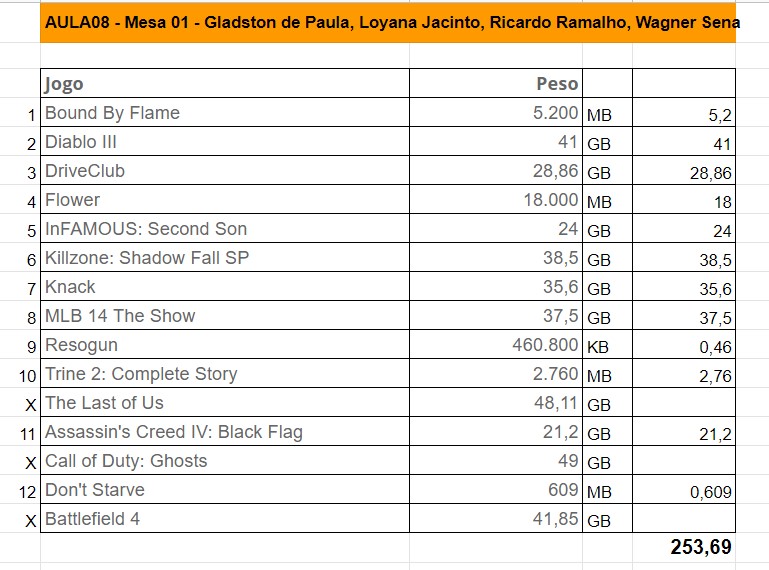 AULA08 - Mesa 01 - Gladston de Paula, Loyana Jacinto, Ricardo Ramalho, Wagner Sena
Jogo Peso
1 Bound By Flame 5.200 MB 5,2
2 Diablo III 41 GB 41
3 DriveClub 28,86 GB 28,86
4 Flower 18.000 MB 18
5 InFAMOUS: Second Son 24 GB 24
6 Killzone: Shadow Fall SP 38,5 GB 38,5
7 Knack 35,6 GB 35,6
8 MLB 14 The Show 37,5 GB 37,5
9 Resogun 460.800 KB 0,46
10 Trine 2: Complete Story 2.760 MB 2,76
X The Last of Us 48,11 GB
11 Assassin's Creed IV: Black Flag 21,2 GB 21,2
X Call of Duty: Ghosts 49 GB
12 Don't Starve 609 MB 0,609
X Battlefield 4 41,85 GB
253,69